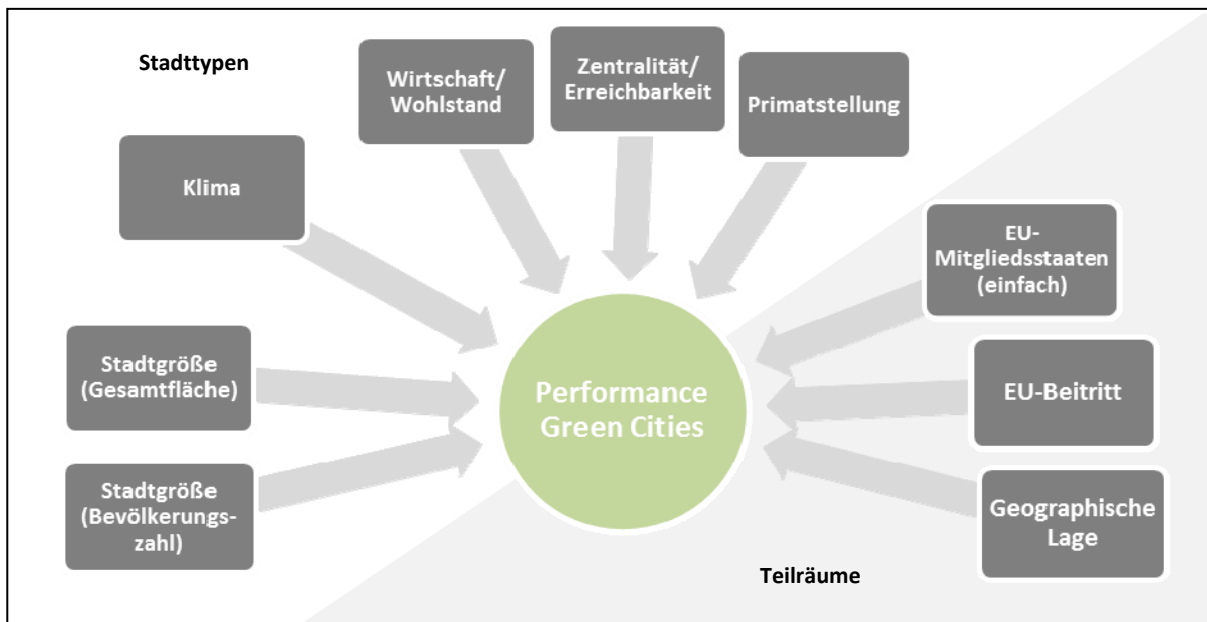 Stadttypen
Wirtschaft/
Wohlstand
Zentralität/
Erreichbarkeit
Primatstellung
Klima
EU-
Mitgliedsstaaten
(einfach)
Stadtgröße
(Gesamtfläche)
Performance
Green Cities
EU-Beitritt
Stadtgröße
(Bevölkerungs-
zahl)
Geographische
Lage
Teilräume